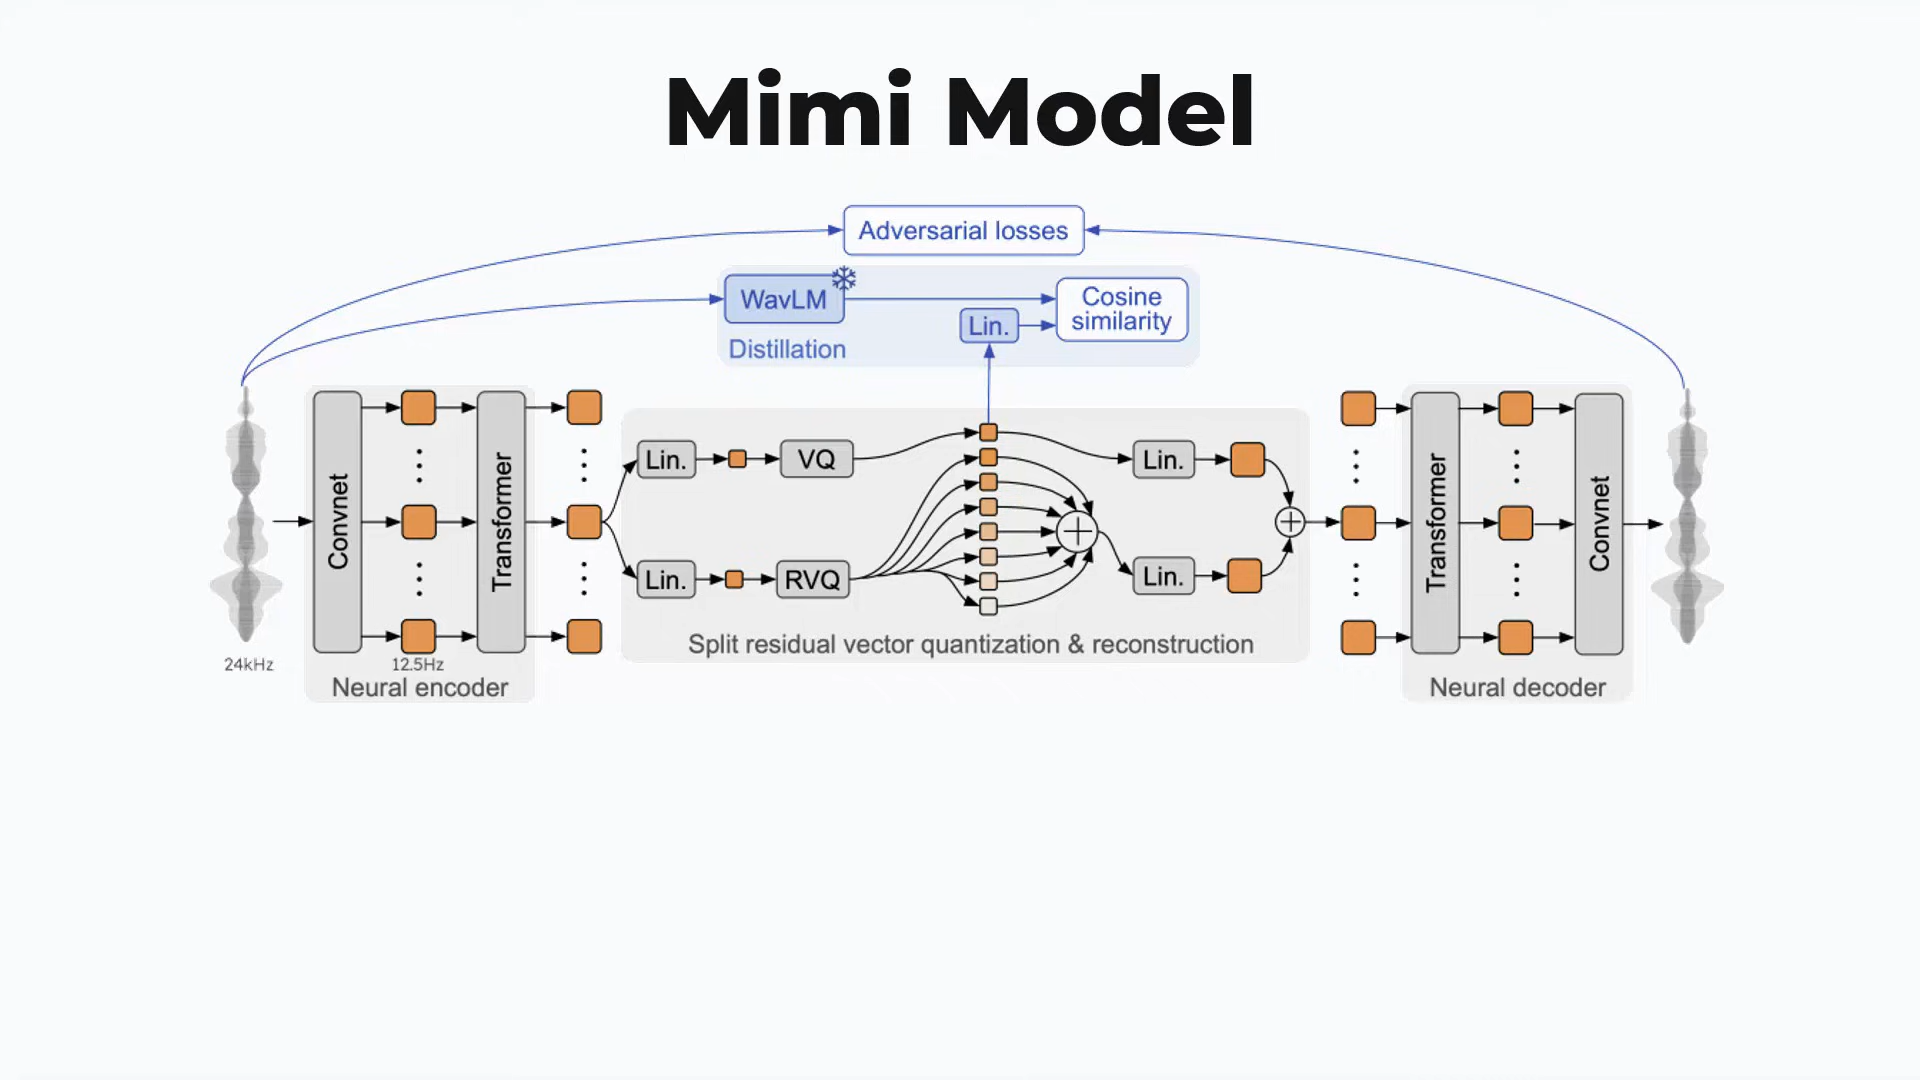 Mimi Model
Adversarial losses
WavLM
Cosine
similarity
Lin.
Distillation
Convnet
Transformer
Lin.
VQ
Lin.
Lin.
RVQ
Lin.
Split residual vector quantization & reconstruction
Transformer
Convnet
24kHz
12.5Hz
Neural encoder
Neural decoder